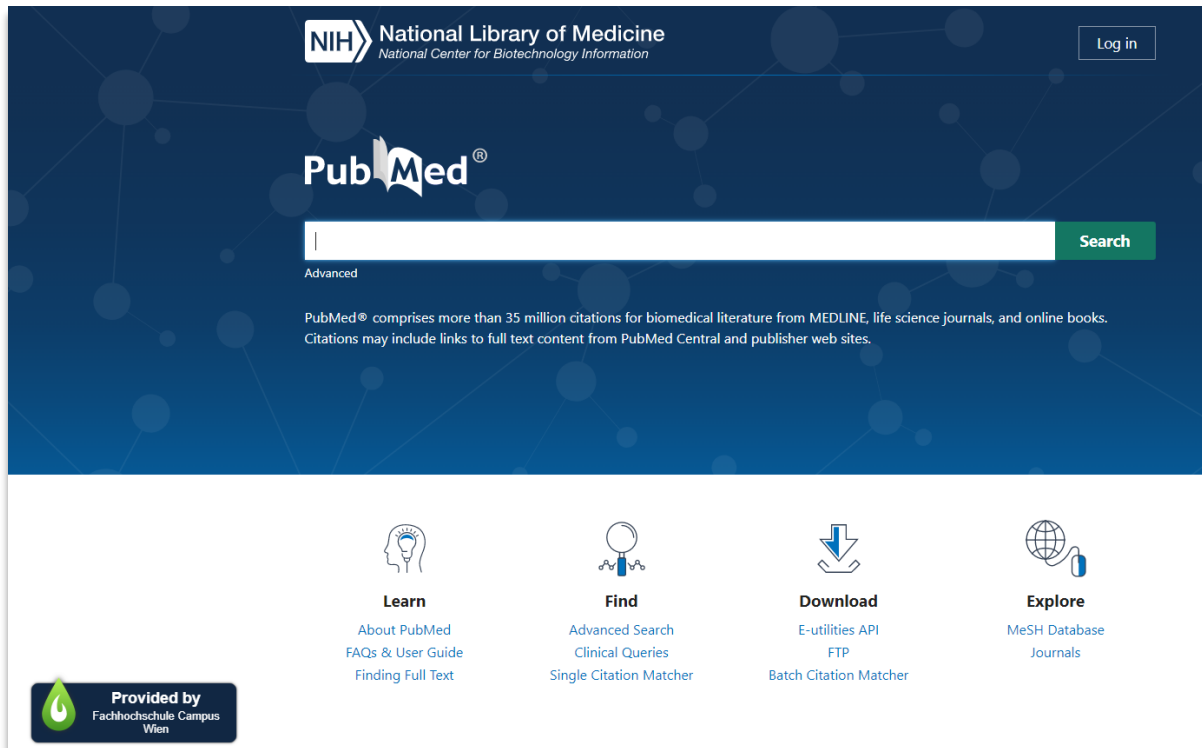 NIH National Library of Medicine
National Center for Biotechnology Information
Log in
PubMed®
Search
Advanced
PubMed® comprises more than 35 million citations for biomedical literature from MEDLINE, life science journals, and online books.
Citations may include links to full text content from PubMed Central and publisher web sites.
Learn
About PubMed
FAQs & User Guide
Finding Full Text
Find
Advanced Search
Clinical Queries
Single Citation Matcher
Download
E-utilities API
FTP
Batch Citation Matcher
Explore
MeSH Database
Journals
Provided by
Fachhochschule Campus
Wien